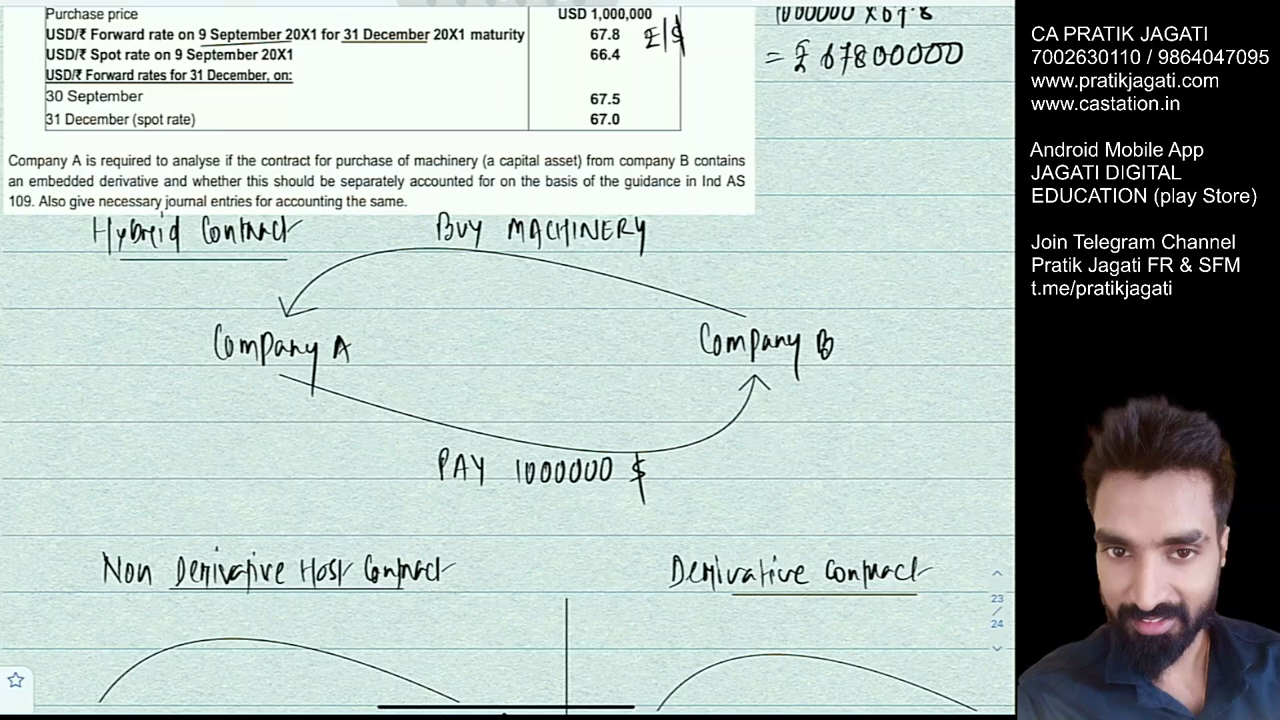 Purchase price USD 1,000,000
USD/₹ Forward rate on 9 September 20X1 for 31 December 20X1 maturity 67.8 ₹/$
USD/₹ Spot rate on 9 September 20X1 66.4
USD/₹ Forward rates for 31 December, on:
30 September 67.5
31 December (spot rate) 67.0
1000000 x 67.8
= ₹ 67800000
Company A is required to analyse if the contract for purchase of machinery (a capital asset) from company B contains
an embedded derivative and whether this should be separately accounted for on the basis of the guidance in Ind AS
109. Also give necessary journal entries for accounting the same.
Hybrid Contract
BUY MACHINERY
Company A
Company B
PAY 1000000 $
Non Derivative Host Contract
Derivative Contract
23
/
24
CA PRATIK JAGATI
7002630110 / 9864047095
www.pratikjagati.com
www.castation.in
Android Mobile App
JAGATI DIGITAL
EDUCATION (play Store)
Join Telegram Channel
Pratik Jagati FR & SFM
t.me/pratikjagati